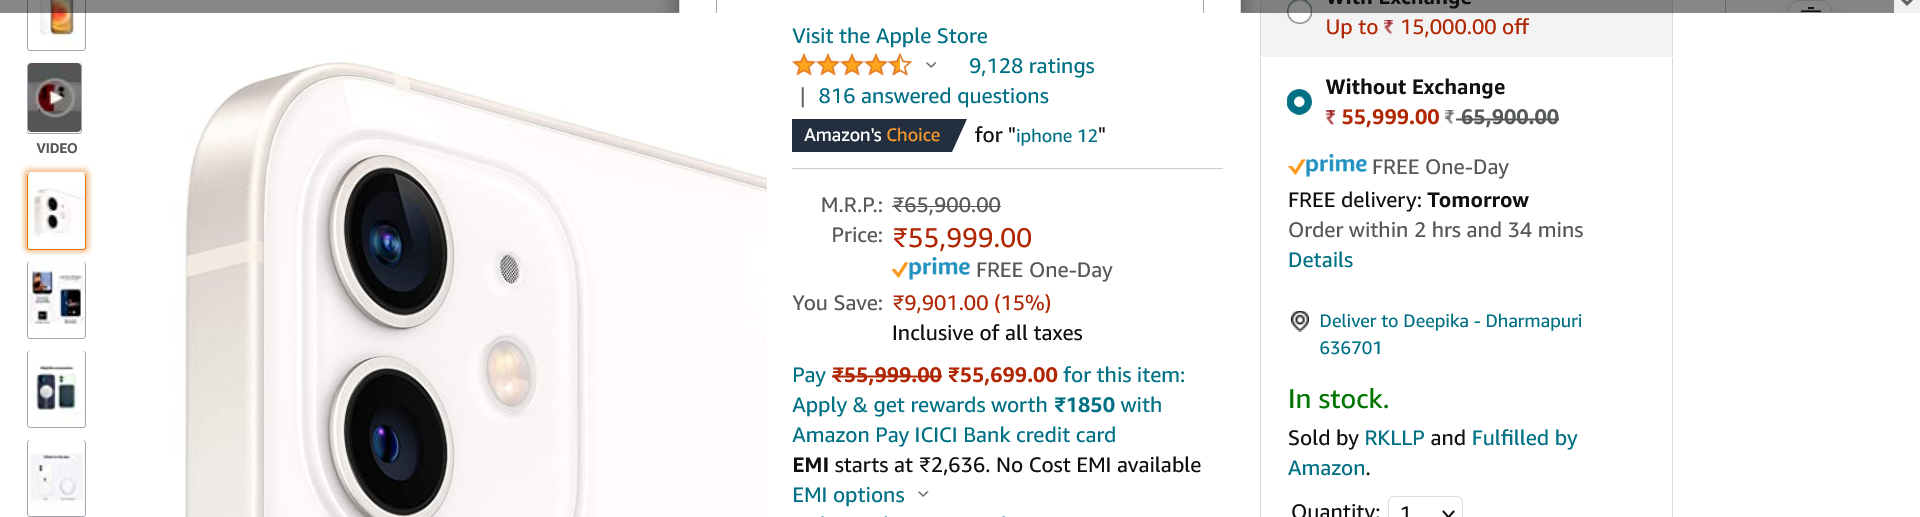 VIDEO
Visit the Apple Store
9,128 ratings
| 816 answered questions
Amazon's Choice for "iphone 12"
M.R.P.: ₹65,900.00
Price: ₹55,999.00
prime FREE One-Day
You Save: ₹9,901.00 (15%)
Inclusive of all taxes
Pay ₹55,999.00 ₹55,699.00 for this item:
Apply & get rewards worth ₹1850 with
Amazon Pay ICICI Bank credit card
EMI starts at ₹2,636. No Cost EMI available
EMI options
With Exchange
Up to ₹ 15,000.00 off
Without Exchange
₹ 55,999.00 ₹ 65,900.00
prime FREE One-Day
FREE delivery: Tomorrow
Order within 2 hrs and 34 mins
Details
Deliver to Deepika - Dharmapuri
636701
In stock.
Sold by RKLLP and Fulfilled by
Amazon.
Quantity: 1